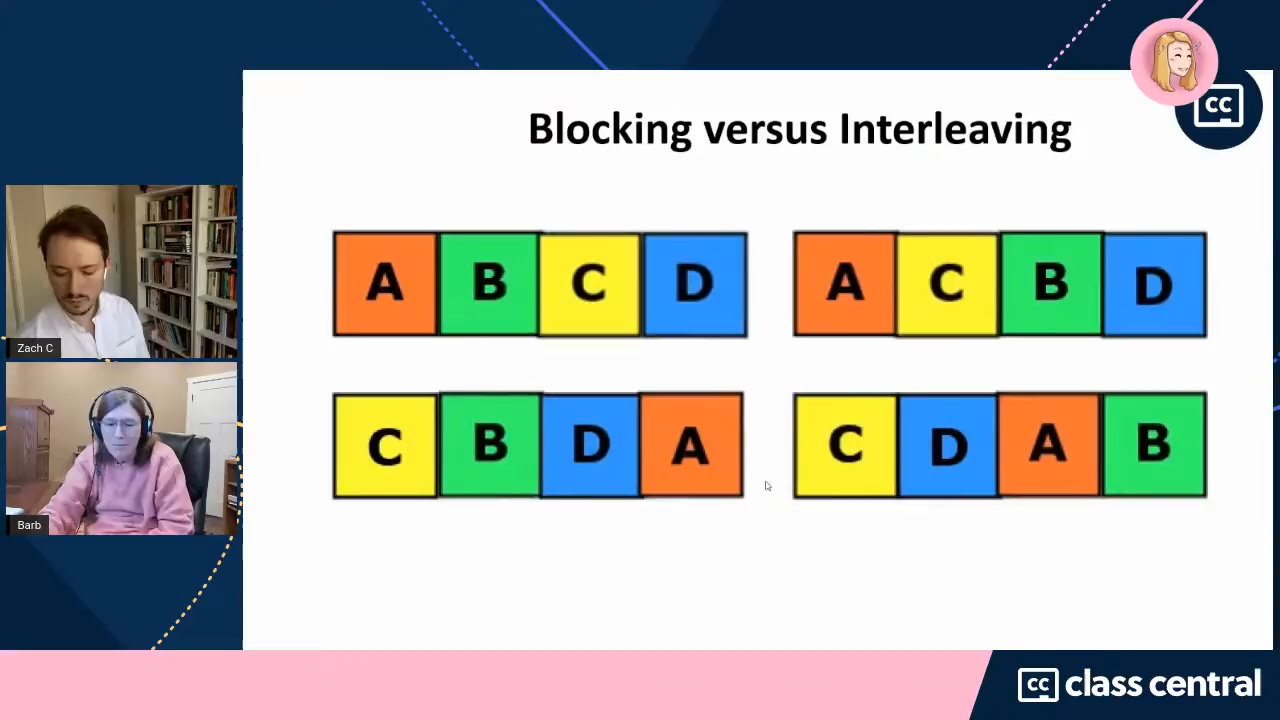 Blocking versus Interleaving
A B C D
A C B D
C B D A
C D A B
Zach C
Barb
CC
CC class central